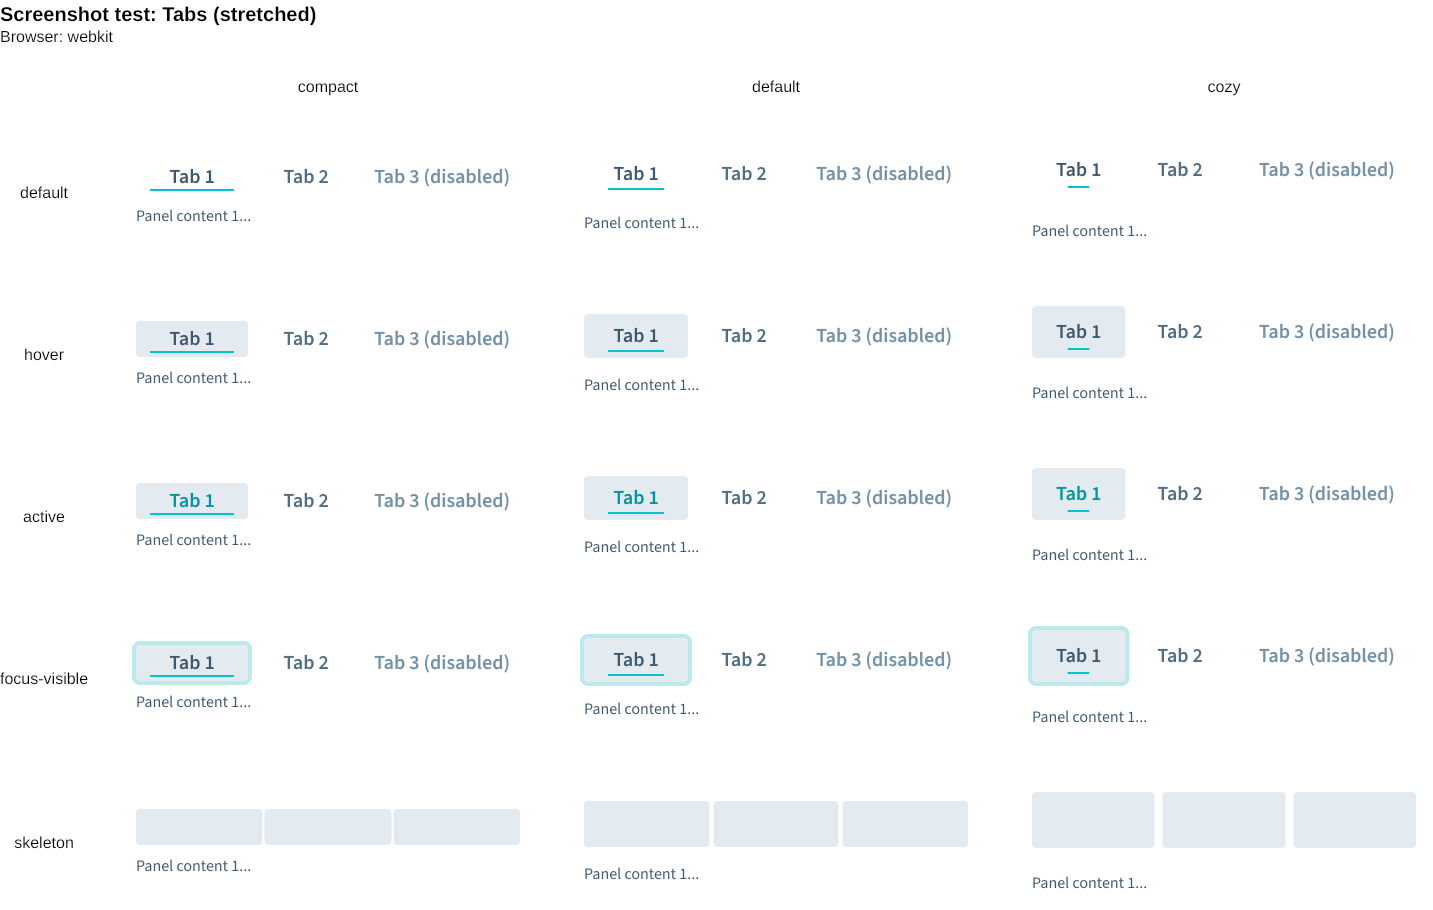 Screenshot test: Tabs (stretched)
Browser: webkit
compact default cozy
default Tab 1 Tab 2 Tab 3 (disabled) Tab 1 Tab 2 Tab 3 (disabled) Tab 1 Tab 2 Tab 3 (disabled)
Panel content 1... Panel content 1... Panel content 1...
hover Tab 1 Tab 2 Tab 3 (disabled) Tab 1 Tab 2 Tab 3 (disabled) Tab 1 Tab 2 Tab 3 (disabled)
Panel content 1... Panel content 1... Panel content 1...
active Tab 1 Tab 2 Tab 3 (disabled) Tab 1 Tab 2 Tab 3 (disabled) Tab 1 Tab 2 Tab 3 (disabled)
Panel content 1... Panel content 1... Panel content 1...
focus-visible Tab 1 Tab 2 Tab 3 (disabled) Tab 1 Tab 2 Tab 3 (disabled) Tab 1 Tab 2 Tab 3 (disabled)
Panel content 1... Panel content 1... Panel content 1...
skeleton
Panel content 1... Panel content 1... Panel content 1...